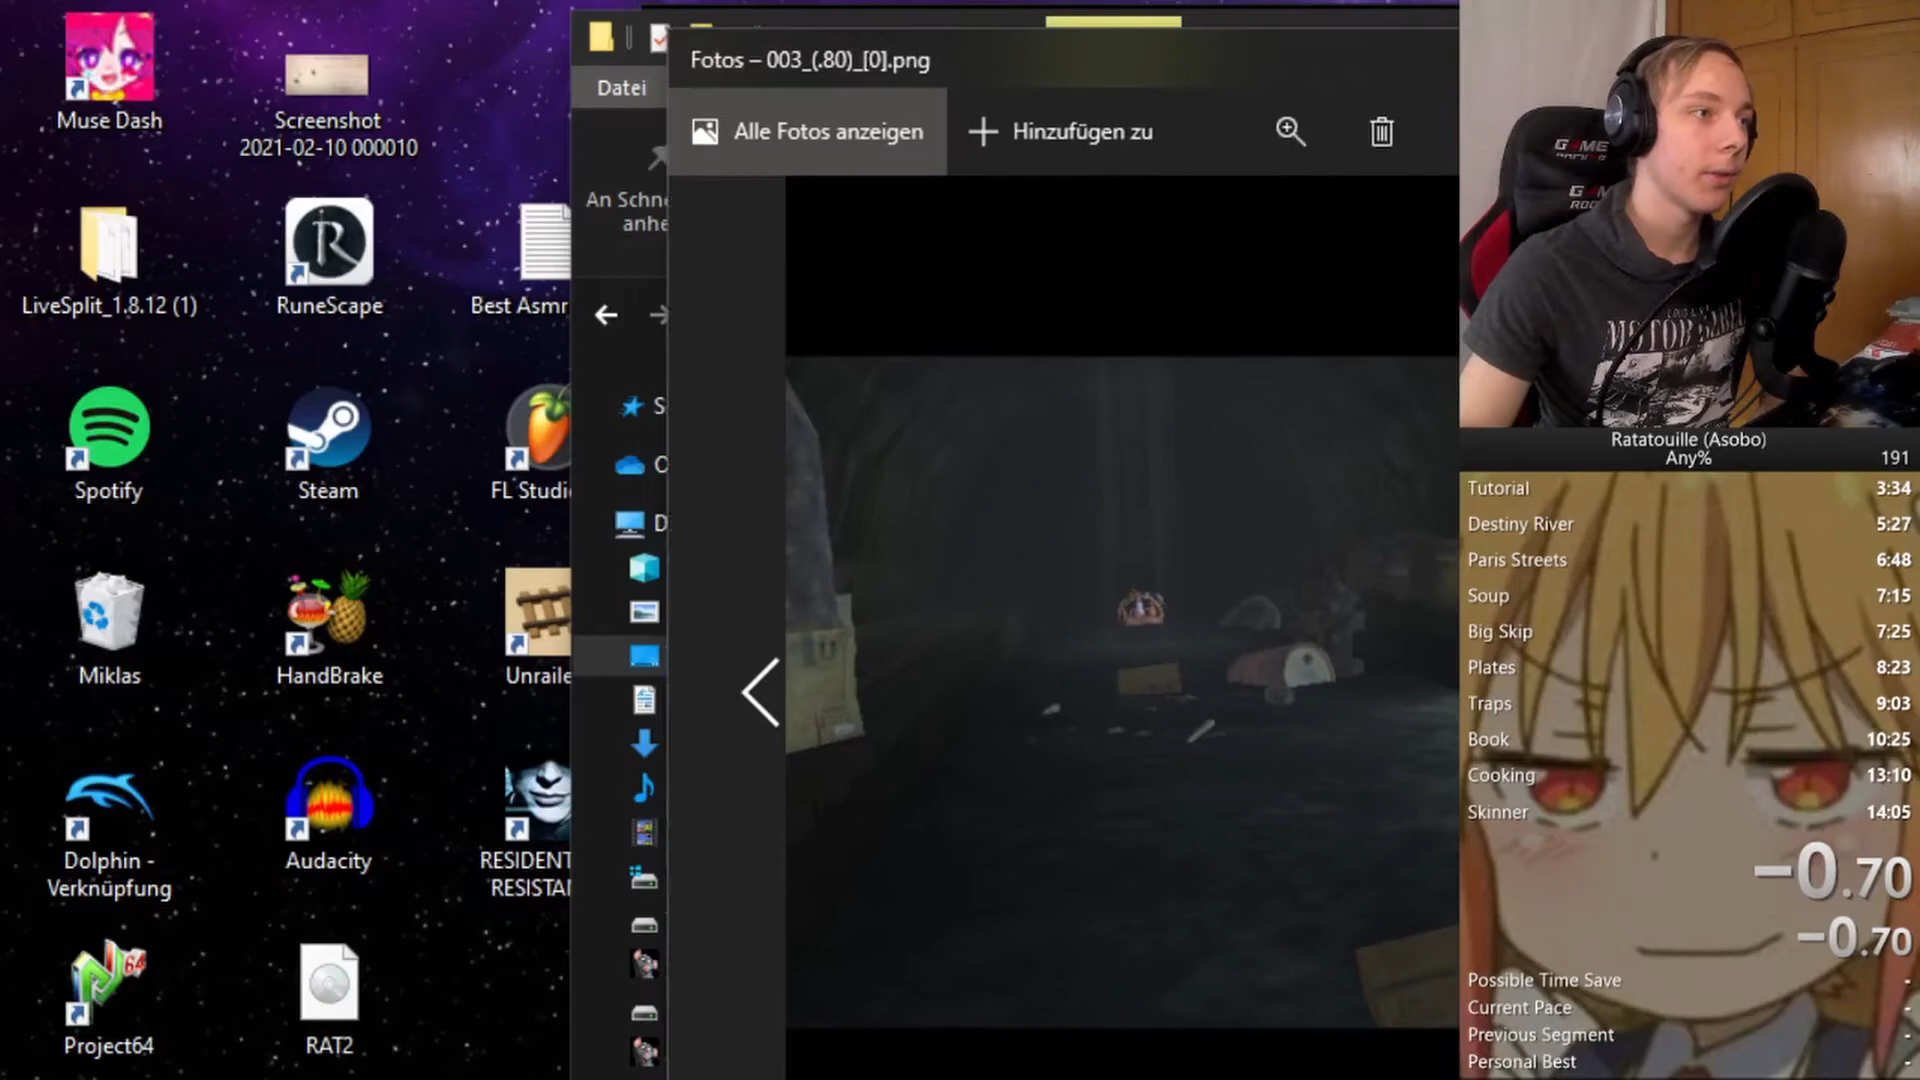 Muse Dash
Screenshot
2021-02-10 000010
LiveSplit_1.8.12 (1)
RuneScape
Best Asmr
Spotify
Steam
FL Studi
Miklas
HandBrake
Unraile
Dolphin -
Verknüpfung
Audacity
RESIDENT
RESISTAN
64
Project64
RAT2
Datei
An Schne
anhe
S
O
D
Fotos – 003_(.80)_[0].png
Alle Fotos anzeigen
Hinzufügen zu
GAME
Ratatouille (Asobo)
Any%
191
Tutorial 3:34
Destiny River 5:27
Paris Streets 6:48
Soup 7:15
Big Skip 7:25
Plates 8:23
Traps 9:03
Book 10:25
Cooking 13:10
Skinner 14:05
−0.70
−0.70
Possible Time Save -
Current Pace -
Previous Segment -
Personal Best -